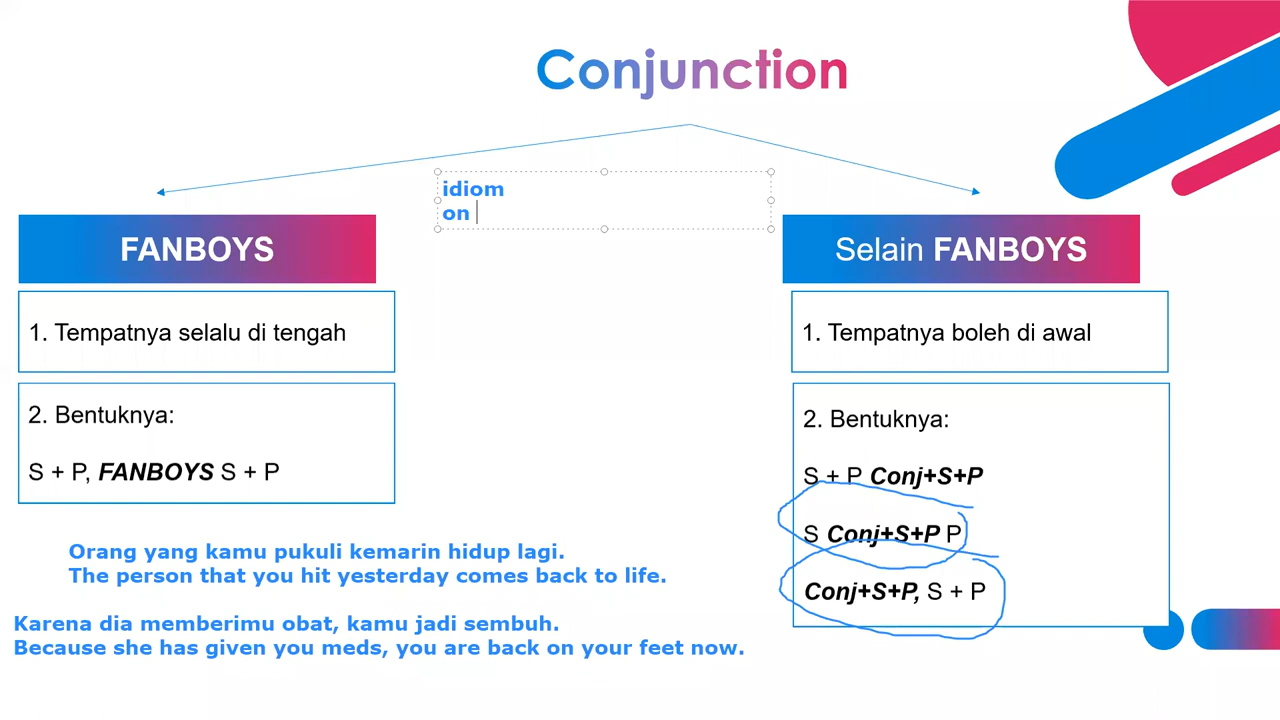 Conjunction
idiom
on
FANBOYS
1. Tempatnya selalu di tengah
2. Bentuknya:
S + P, FANBOYS S + P
Selain FANBOYS
1. Tempatnya boleh di awal
2. Bentuknya:
S + P Conj+S+P
S Conj+S+P P
Conj+S+P, S + P
Orang yang kamu pukuli kemarin hidup lagi.
The person that you hit yesterday comes back to life.
Karena dia memberimu obat, kamu jadi sembuh.
Because she has given you meds, you are back on your feet now.